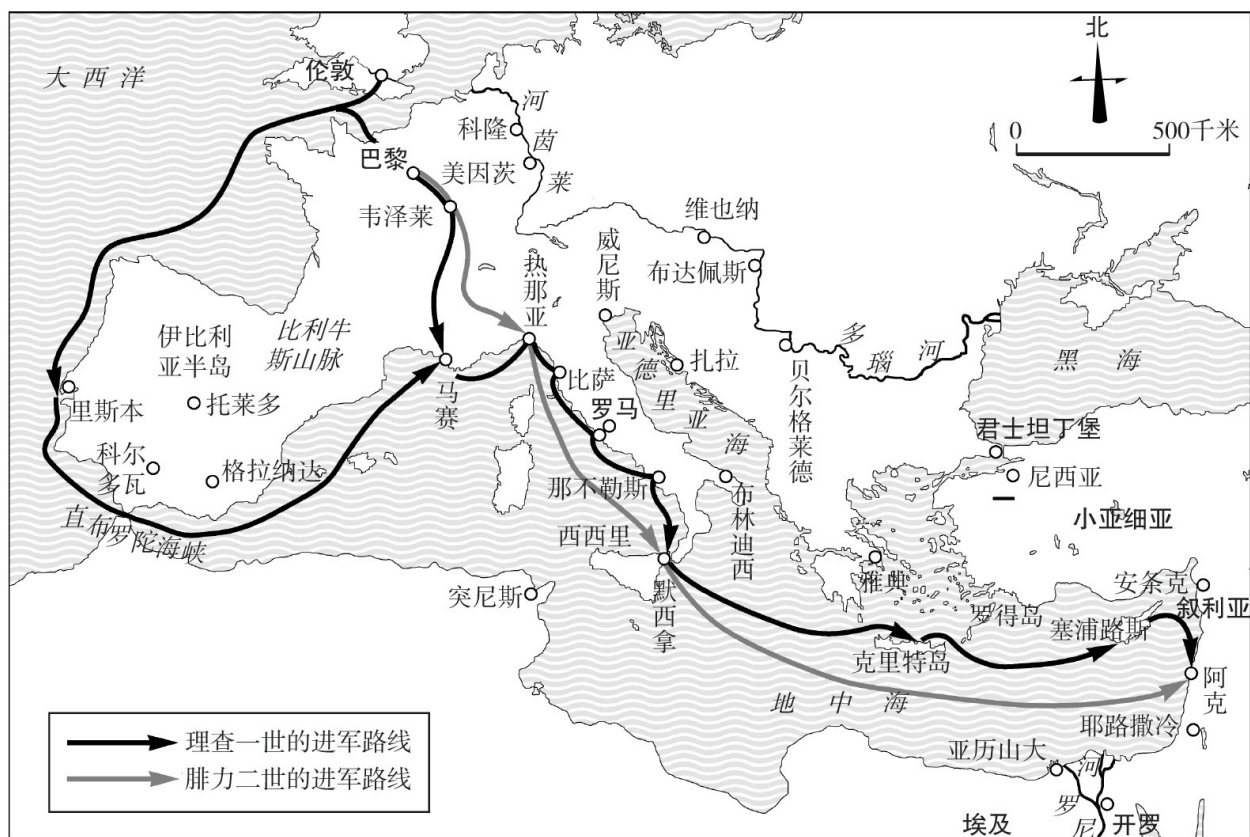 北
0
500千米
大西洋
伦敦
河
科隆
茵
巴黎
美因茨
莱
韦泽莱
维也纳
威尼斯
布达佩斯
热那亚
伊比利
亚半岛
比利牛
斯山脉
亚得里亚海
多瑙河
黑海
扎拉
比萨
马赛
里斯本
托莱多
罗马
贝尔格莱德
君士坦丁堡
科尔
多瓦
格拉纳达
那不勒斯
布林迪西
尼西亚
小亚细亚
直布罗陀海峡
西西里
突尼斯
默西拿
雅典
安条克
叙利亚
罗得岛
塞浦路斯
克里特岛
阿克
地中海
耶路撒冷
亚历山大
河
罗
尼
埃及
开罗
理查一世的进军路线
腓力二世的进军路线